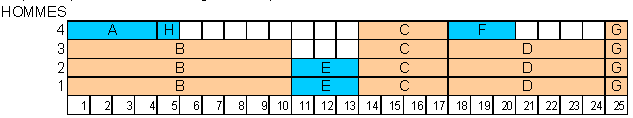 HOMMES
4 A H C F G
3 B C D
2 B E C D
1 B E C D G
1 2 3 4 5 6 7 8 9 10 11 12 13 14 15 16 17 18 19 20 21 22 23 24 25